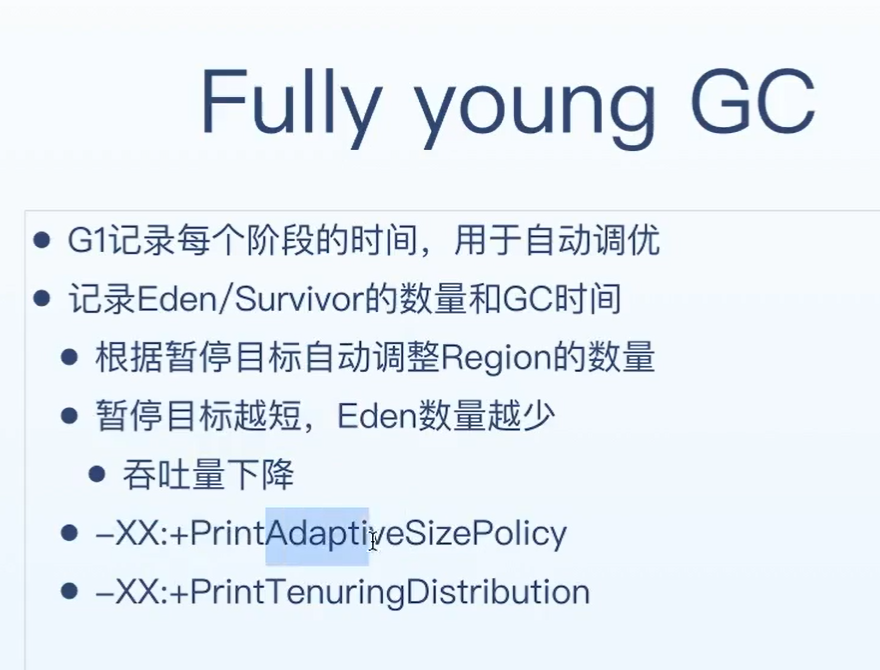 Fully young GC
G1记录每个阶段的时间，用于自动调优
记录Eden/Survivor的数量和GC时间
根据暂停目标自动调整Region的数量
暂停目标越短，Eden数量越少
吞吐量下降
–XX:+PrintAdaptiveSizePolicy
–XX:+PrintTenuringDistribution